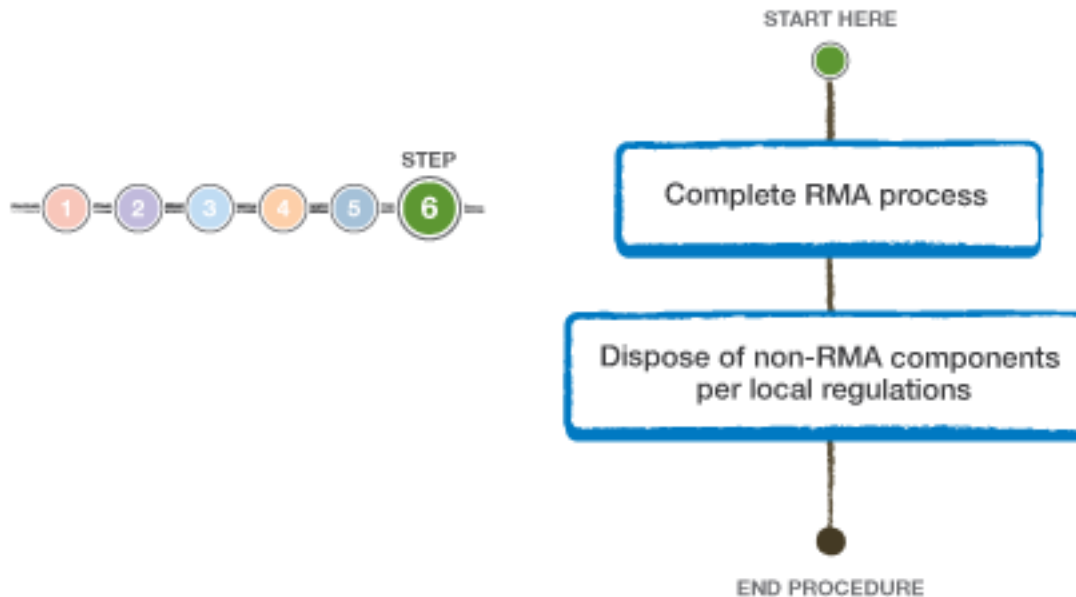 START HERE
STEP
1
2
3
4
5
6
Complete RMA process
Dispose of non-RMA components
per local regulations
END PROCEDURE